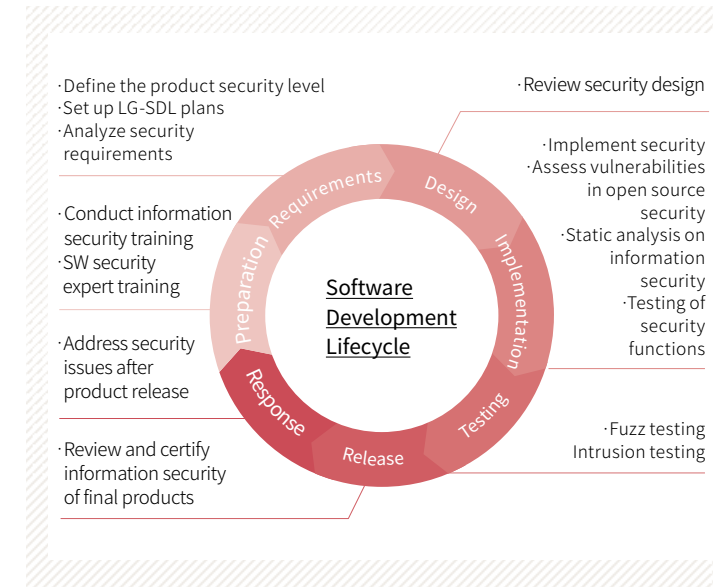 ·Define the product security level
·Set up LG-SDL plans
·Analyze security
requirements
·Conduct information
security training
·SW security
expert training
·Address security
issues after
product release
·Review and certify
information security
of final products
Preparation
Requirements
Design
Implementation
Testing
Release
Response
Software
Development
Lifecycle
·Review security design
·Implement security
·Assess vulnerabilities
in open source
security
·Static analysis on
information
security
·Testing of
security
functions
·Fuzz testing
Intrusion testing